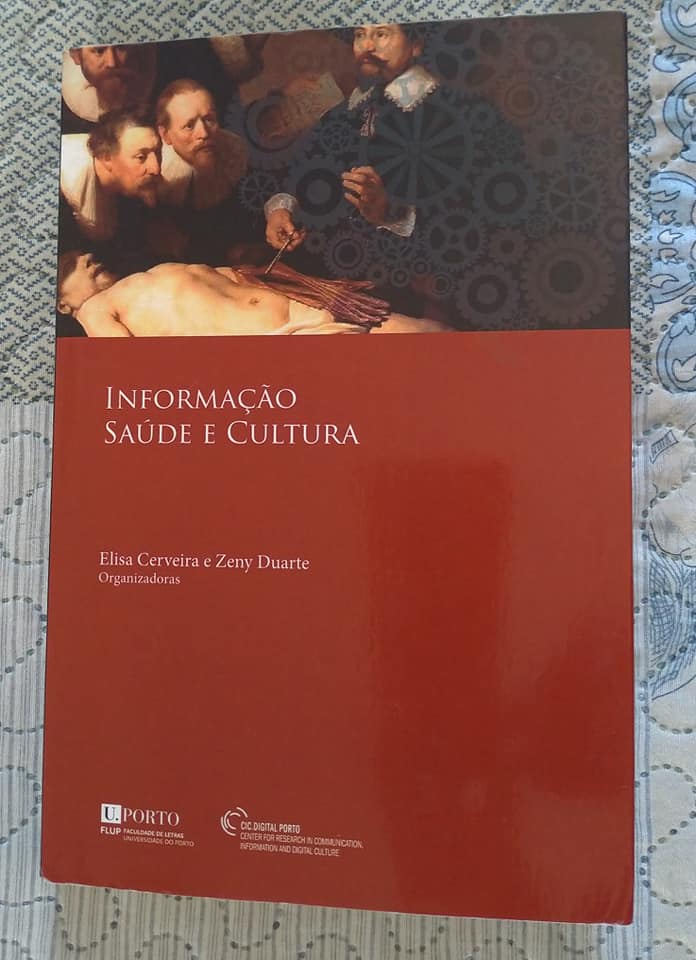 INFORMAÇÃO
SAÚDE E CULTURA
Elisa Cerveira e Zeny Duarte
Organizadoras
U. PORTO
FLUP FACULDADE DE LETRAS
UNIVERSIDADE DO PORTO
CIC.DIGITAL PORTO
CENTER FOR RESEARCH IN COMMUNICATION,
INFORMATION AND DIGITAL CULTURE